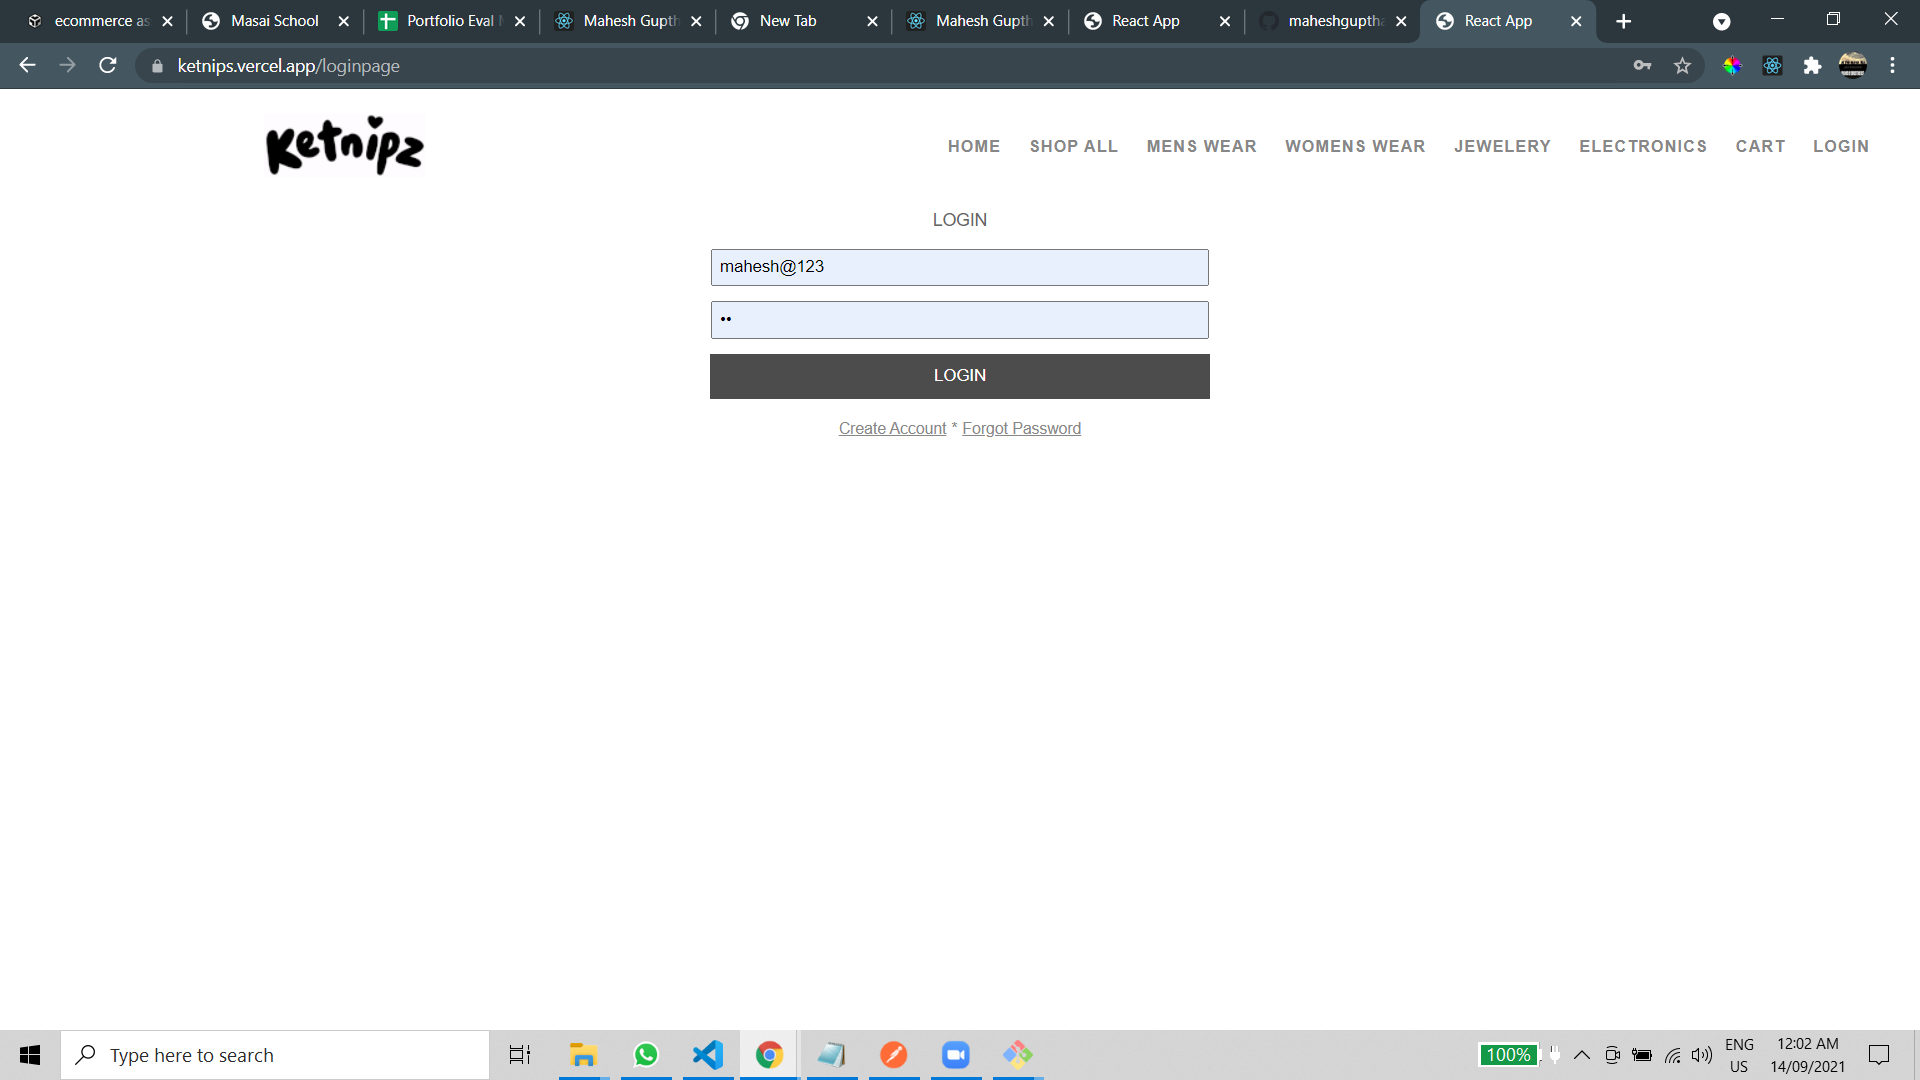 ecommerce as
Masai School
Portfolio Eval
Mahesh Gupth
New Tab
Mahesh Gupth
React App
maheshguptha
React App
ketnips.vercel.app/loginpage
Ketnipz
HOME SHOP ALL MENS WEAR WOMENS WEAR JEWELERY ELECTRONICS CART LOGIN
LOGIN
mahesh@123
••
LOGIN
Create Account * Forgot Password
Type here to search
100%
ENG
US
12:02 AM
14/09/2021